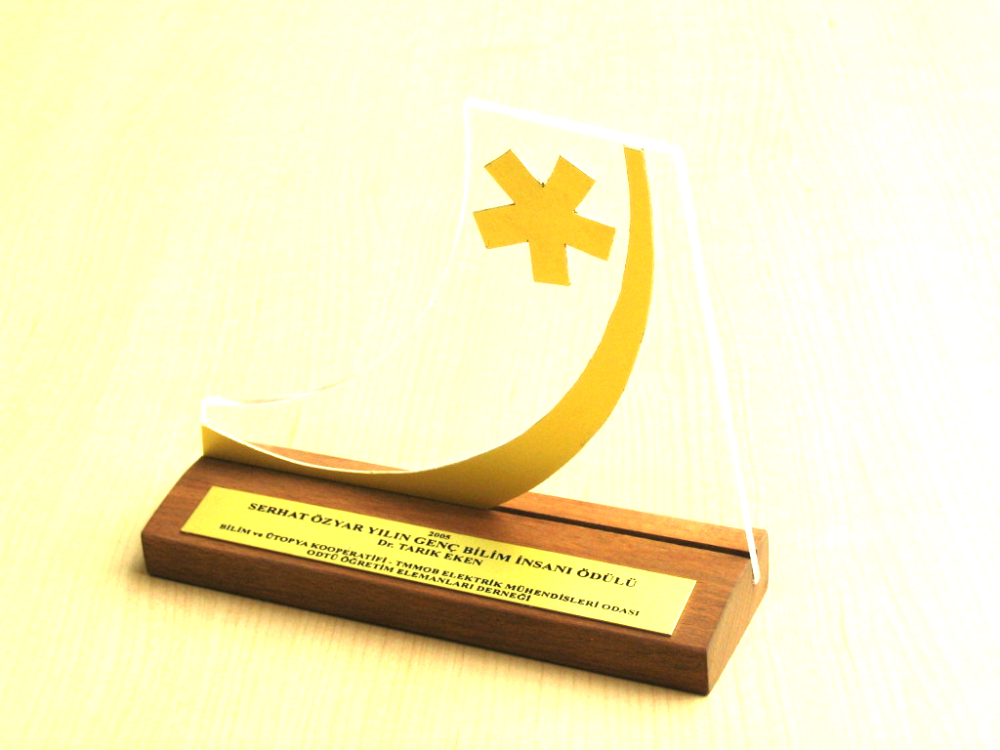 SERHAT ÖZYAR YILIN GENÇ BİLİM İNSANI ÖDÜLÜ
2005
Dr. TARIK EKEN
BİLİM ve ÜTOPYA KOOPERATİFİ - TMMOB ELEKTRİK MÜHENDİSLERİ ODASI
ODTÜ ÖĞRETİM ELEMANLARI DERNEĞİ